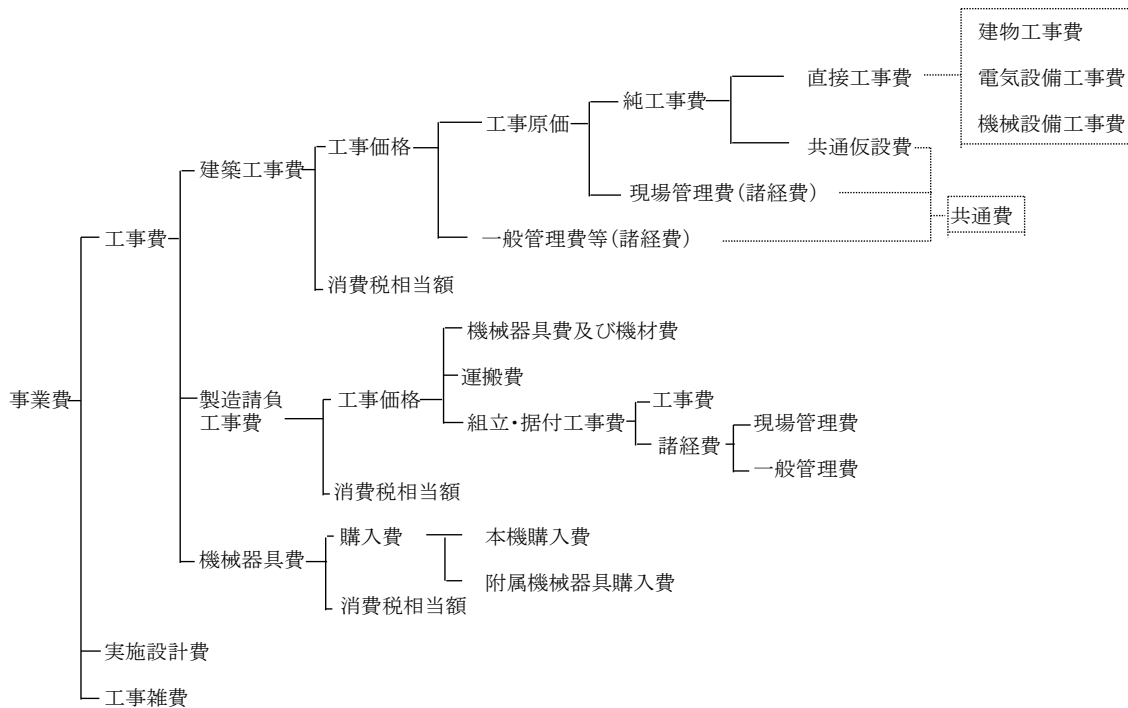 建物工事費
直接工事費
電気設備工事費
純工事費
工事原価
機械設備工事費
工事価格
共通仮設費
建築工事費
現場管理費(諸経費)
共通費
工事費
一般管理費等(諸経費)
消費税相当額
機械器具費及び機材費
運搬費
事業費
製造請負
工事費
工事価格
工事費
組立・据付工事費
現場管理費
諸経費
一般管理費
消費税相当額
購入費
本機購入費
機械器具費
附属機械器具購入費
消費税相当額
実施設計費
工事雑費